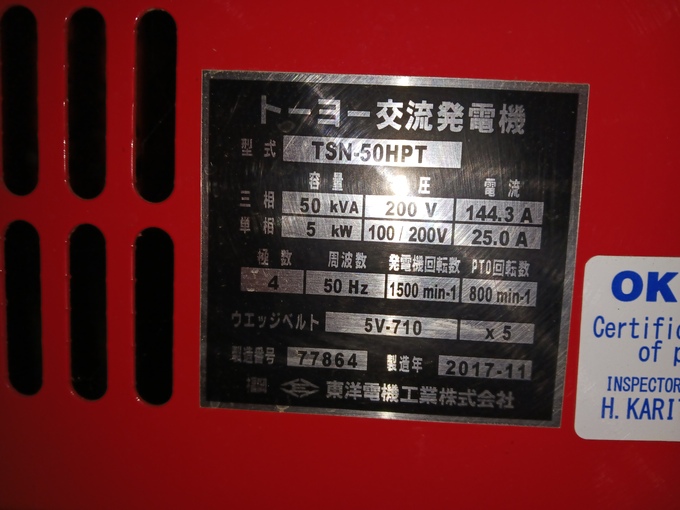 トーヨー交流発電機
型式 TSN-50HPT
容量 圧 電流
三相 50 kVA 200 V 144.3 A
単相 5 kW 100/200V 25.0 A
極数 周波数 発電機回転数 PTO回転数
4 50 Hz 1500 min-1 800 min-1
ウエッジベルト 5V-710 x 5
製造番号 77864 製造年 2017-11
東洋電機工業株式会社
OK
Certific
of p
INSPECTOR
H. KARI